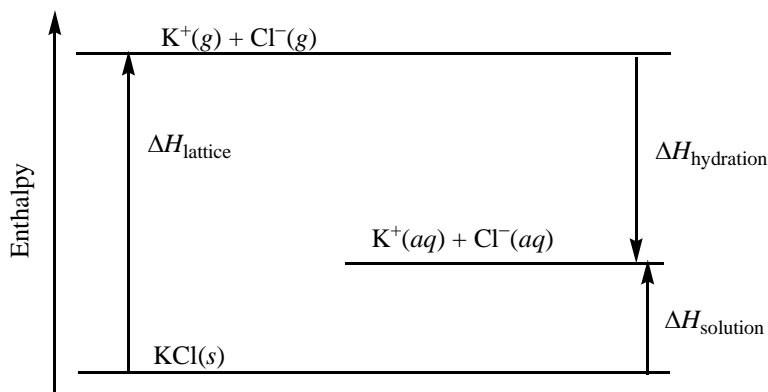 K⁺(g) + Cl⁻(g)
ΔH_lattice
ΔH_hydration
Enthalpy
K⁺(aq) + Cl⁻(aq)
ΔH_solution
KCl(s)